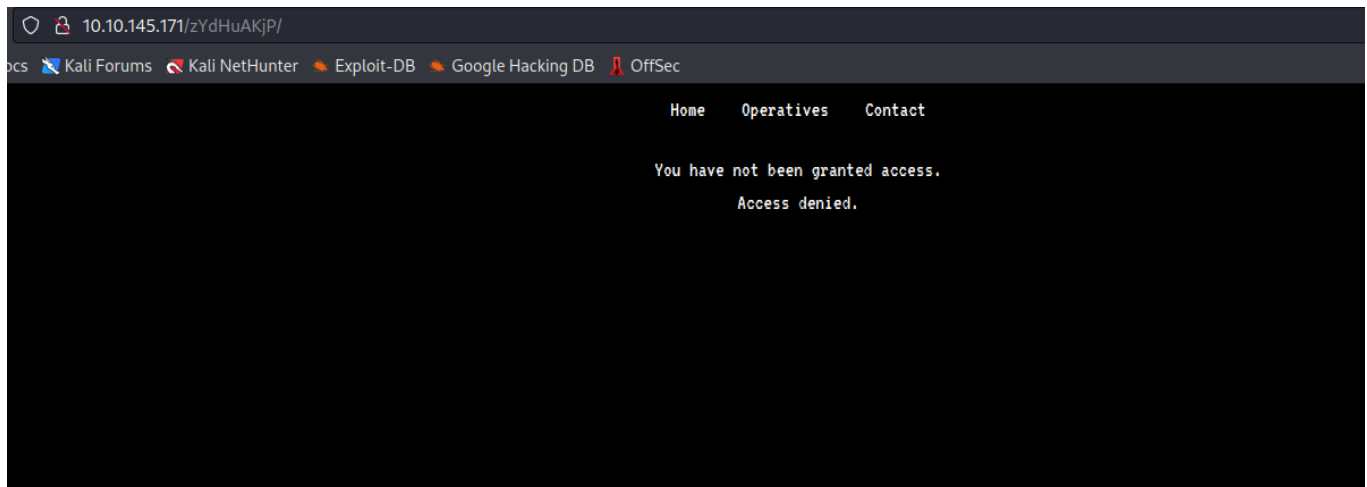 10.10.145.171/zYdHuAKjP/
ocs Kali Forums Kali NetHunter Exploit-DB Google Hacking DB OffSec
Home Operatives Contact
You have not been granted access.
Access denied.